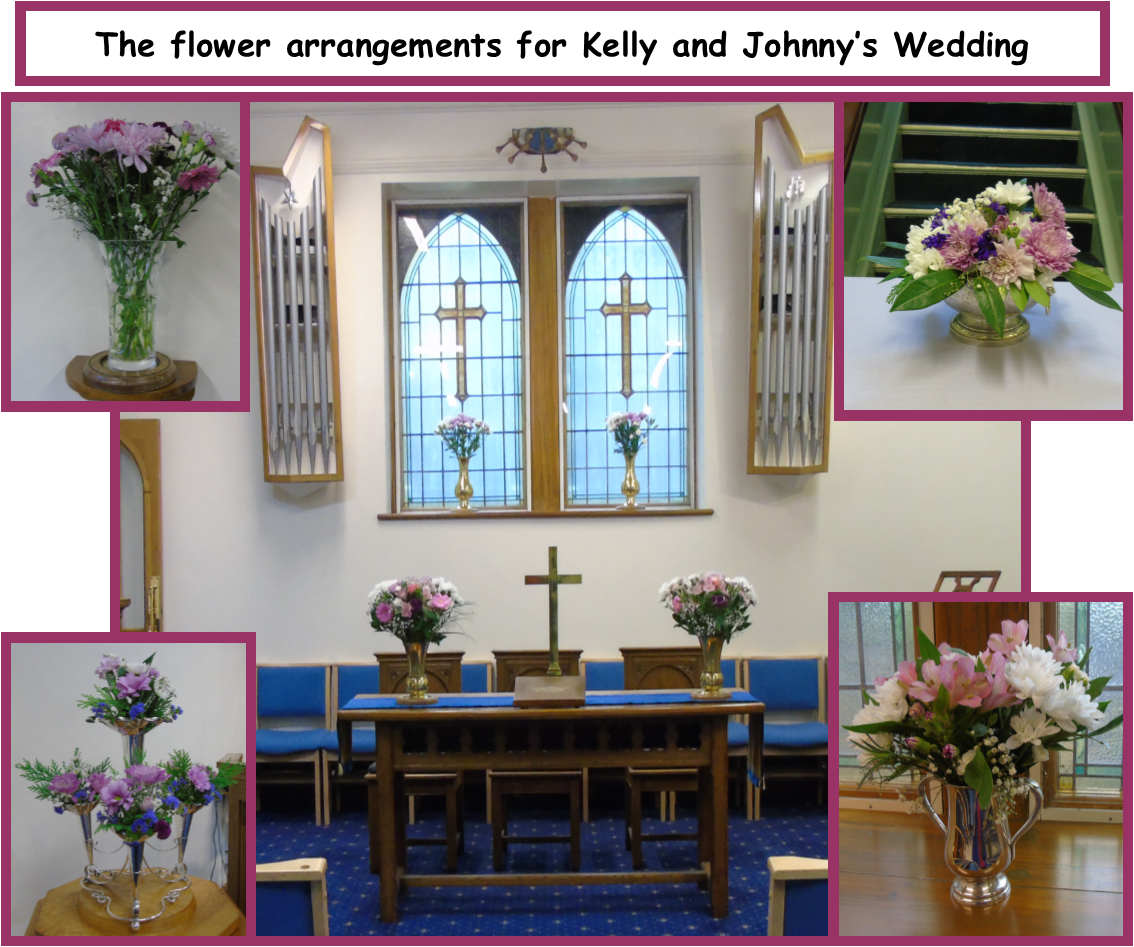 The flower arrangements for Kelly and Johnny's Wedding